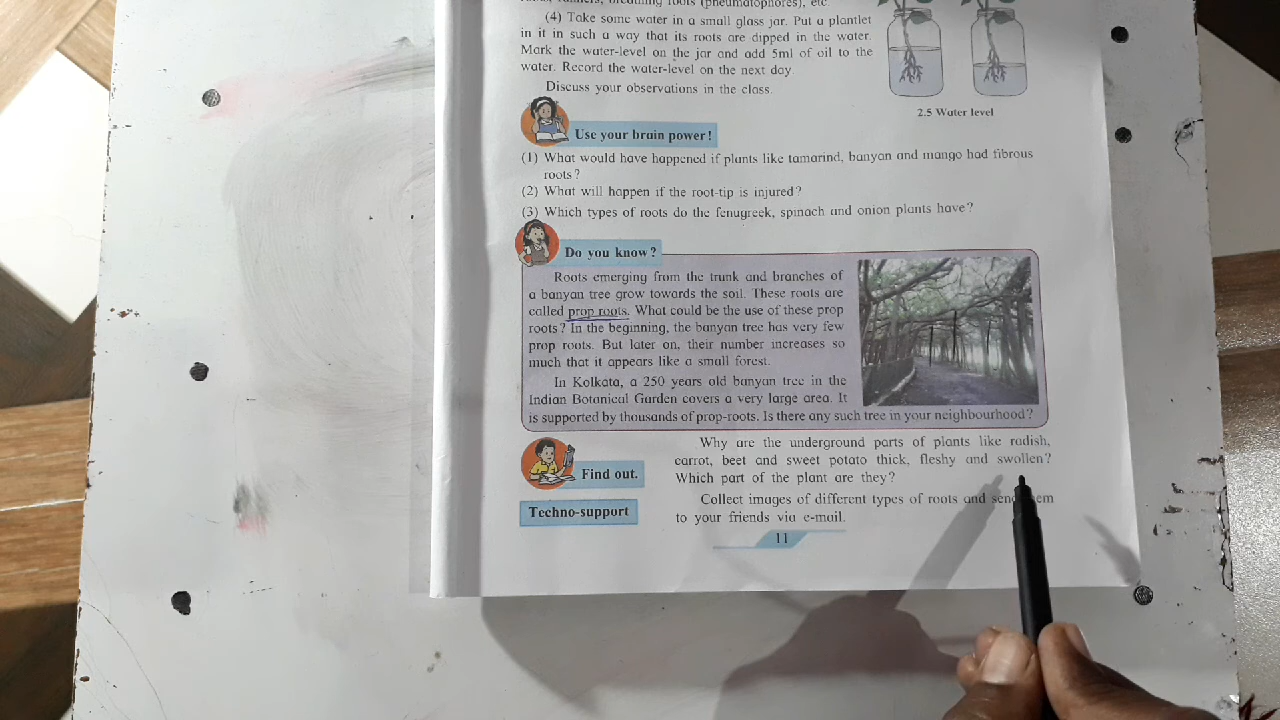 roots (pneumatophores), etc.
(4) Take some water in a small glass jar. Put a plantlet
in it in such a way that its roots are dipped in the water.
Mark the water-level on the jar and add 5ml of oil to the
water. Record the water-level on the next day.
Discuss your observations in the class.
2.5 Water level
Use your brain power!
(1) What would have happened if plants like tamarind, banyan and mango had fibrous
roots?
(2) What will happen if the root-tip is injured?
(3) Which types of roots do the fenugreek, spinach and onion plants have?
Do you know?
Roots emerging from the trunk and branches of
a banyan tree grow towards the soil. These roots are
called prop roots. What could be the use of these prop
roots? In the beginning, the banyan tree has very few
prop roots. But later on, their number increases so
much that it appears like a small forest.
In Kolkata, a 250 years old banyan tree in the
Indian Botanical Garden covers a very large area. It
is supported by thousands of prop-roots. Is there any such tree in your neighbourhood?
Find out.
Why are the underground parts of plants like radish,
carrot, beet and sweet potato thick, fleshy and swollen?
Which part of the plant are they?
Techno-support
Collect images of different types of roots and
to your friends via e-mail.
11